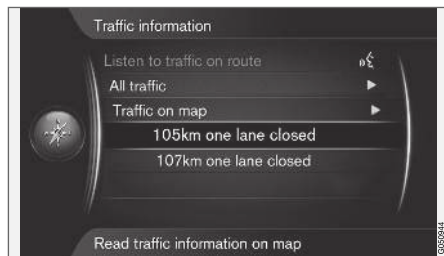 Traffic information
Listen to traffic on route
All traffic
Traffic on map
105km one lane closed
107km one lane closed
Read traffic information on map
G050944